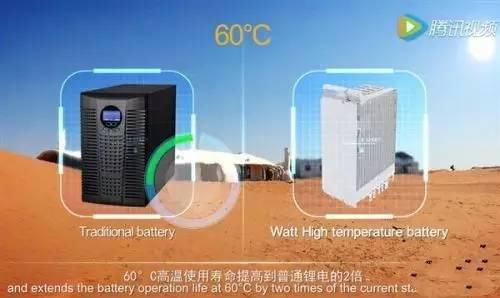 60°C
腾讯视频
Traditional battery
Watt High temperature battery
60°C高温使用寿命提高到普通锂电的2倍。
and extends the battery operation life at 60°C by two times of the current st..